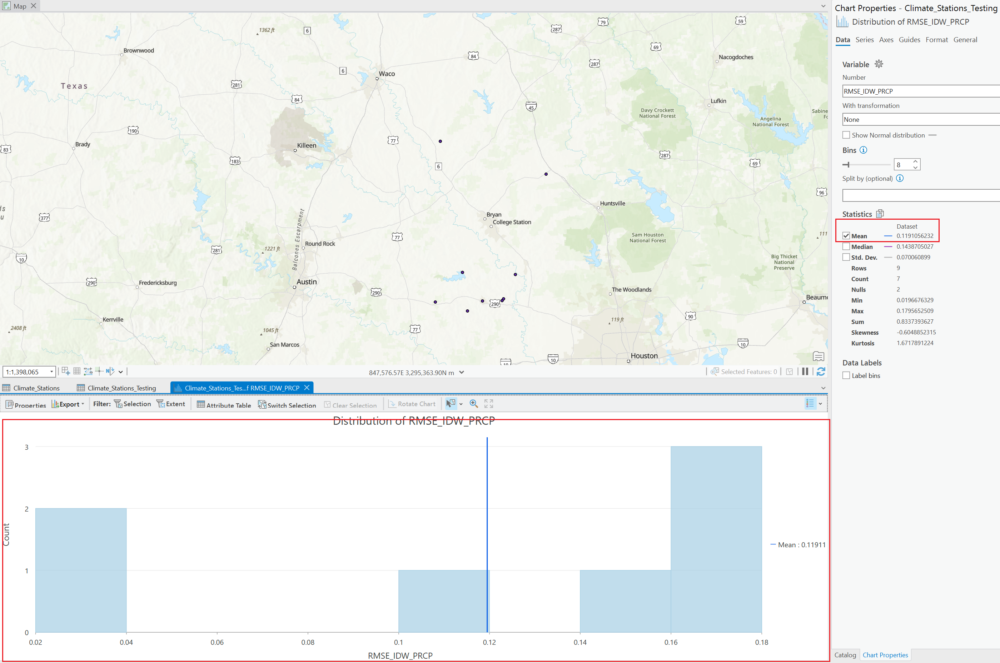 Map
Chart Properties - Climate_Stations_Testing
Distribution of RMSE_IDW_PRCP
Data Series Axes Guides Format General
Variable
Number
RMSE_IDW_PRCP
With transformation
None
Show Normal distribution
Bins
8
Split by (optional)
Statistics
Dataset
Mean 0.1191056232
Median 0.1438705027
Std. Dev. 0.070060899
Rows 9
Count 7
Nulls 2
Min 0.0196676329
Max 0.1795652509
Sum 0.8337393627
Skewness -0.6048852315
Kurtosis 1.6717891224
Data Labels
Label bins
Catalog Chart Properties
1362 ft
6
287
79
59
Brownwood
84
69
Nacogdoches
287
6
Waco
Texas
281
84
45
Lufkin
Davy Crockett
National Forest
Sabine
Angelina
National Forest
190
77
Brady
83
Killeen
183
6
287
69
96
Huntsville
377
Bryan
College Station
Balcones Escarpment
77
Sam Houston
National Forest
111
Round Rock
1221 ft
281
10
Big Thicket
National
Preserve
290
Fredericksburg
Austin
290
290
The Woodlands
Beaum
Kerrville
90
119 ft
2408 ft
1045 ft
77
San Marcos
10
Houston
10
10
1:1,398,065
847,576.57E 3,295,363.90N m
Selected Features: 0
Climate_Stations
Climate_Stations_Testing
Climate_Stations_Tes...f RMSE_IDW_PRCP
Properties Export Filter: Selection Extent Attribute Table Switch Selection Clear Selection Rotate Chart
Distribution of RMSE_IDW_PRCP
3
2
1
0
Count
Mean : 0.11911
0.02 0.04 0.06 0.08 0.1 0.12 0.14 0.16 0.18
RMSE_IDW_PRCP